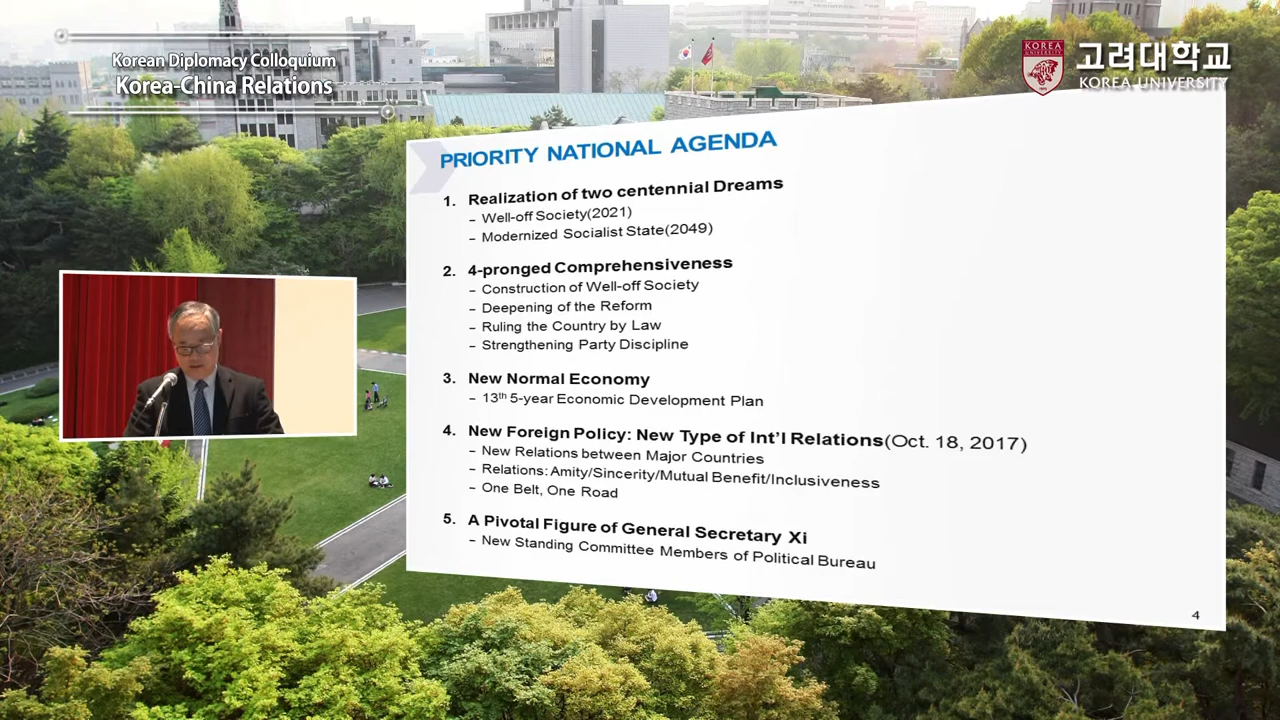 Korean Diplomacy Colloquium
Korea-China Relations
KOREA
UNIVERSITY
고려대학교
KOREA UNIVERSITY
PRIORITY NATIONAL AGENDA
1. Realization of two centennial Dreams
– Well-off Society(2021)
– Modernized Socialist State(2049)
2. 4-pronged Comprehensiveness
– Construction of Well-off Society
– Deepening of the Reform
– Ruling the Country by Law
– Strengthening Party Discipline
3. New Normal Economy
– 13th 5-year Economic Development Plan
4. New Foreign Policy: New Type of Int'l Relations(Oct. 18, 2017)
– New Relations between Major Countries
– Relations: Amity/Sincerity/Mutual Benefit/Inclusiveness
– One Belt, One Road
5. A Pivotal Figure of General Secretary Xi
– New Standing Committee Members of Political Bureau
4